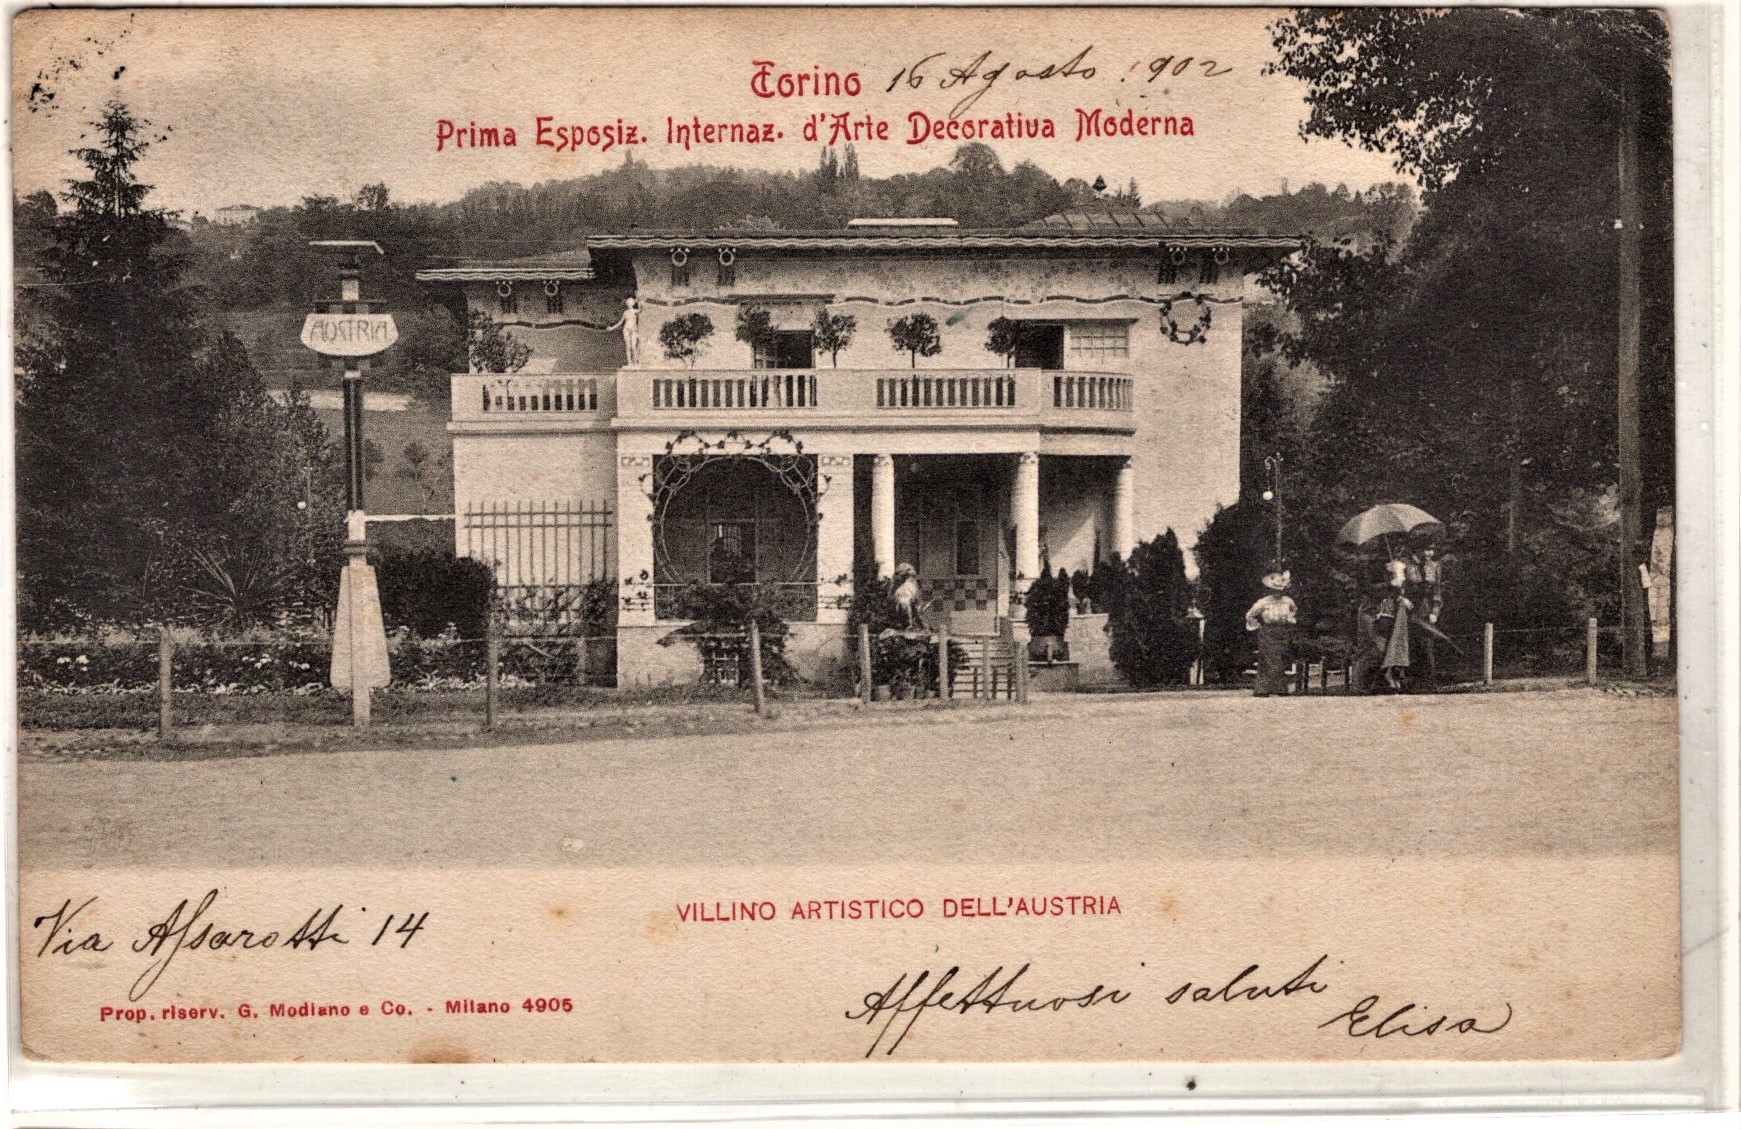 Torino 16 Agosto 1902
Prima Esposiz. Internaz. d'Arte Decorativa Moderna
AUSTRIA
VILLINO ARTISTICO DELL'AUSTRIA
Via Assarotti 14
Affettuosi saluti
Elisa
Prop. riserv. G. Modiano e Co. - Milano 4905